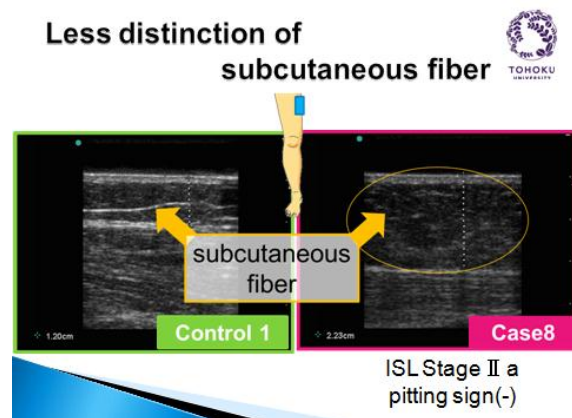 Less distinction of
subcutaneous fiber
TOHOKU
UNIVERSITY
subcutaneous
fiber
1.20cm
Control 1
2.23cm
Case8
ISL Stage Ⅱ a
pitting sign(-)